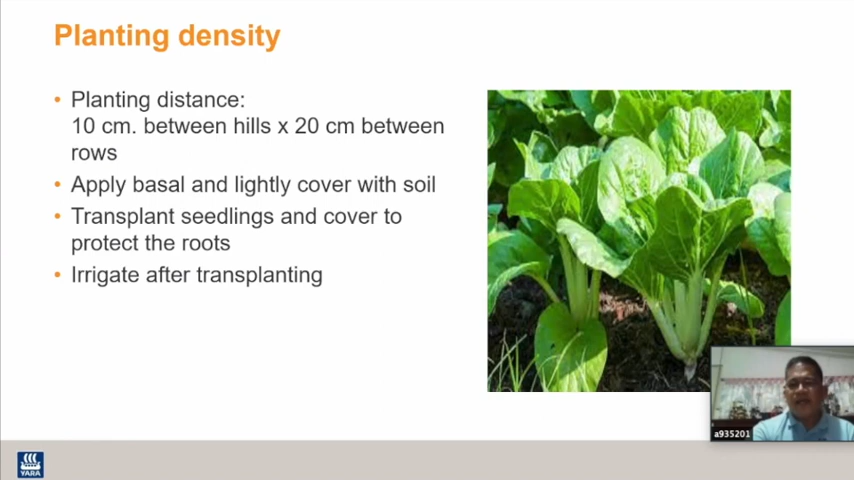 Planting density
• Planting distance:
10 cm. between hills x 20 cm between
rows
• Apply basal and lightly cover with soil
• Transplant seedlings and cover to
protect the roots
• Irrigate after transplanting
a935201
YARA